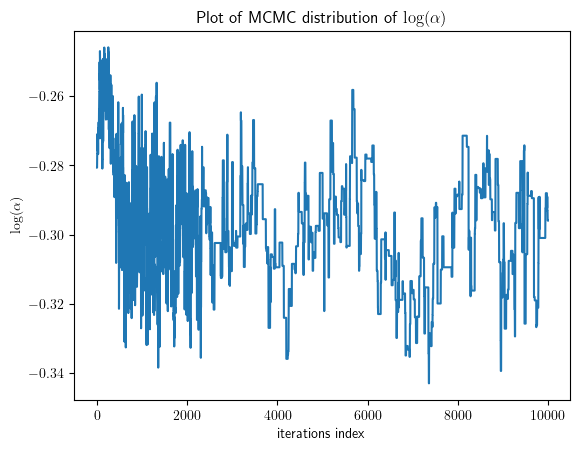 Plot of MCMC distribution of log(α)
−0.26
−0.28
−0.30
−0.32
−0.34
log(α)
0 2000 4000 6000 8000 10000
iterations index